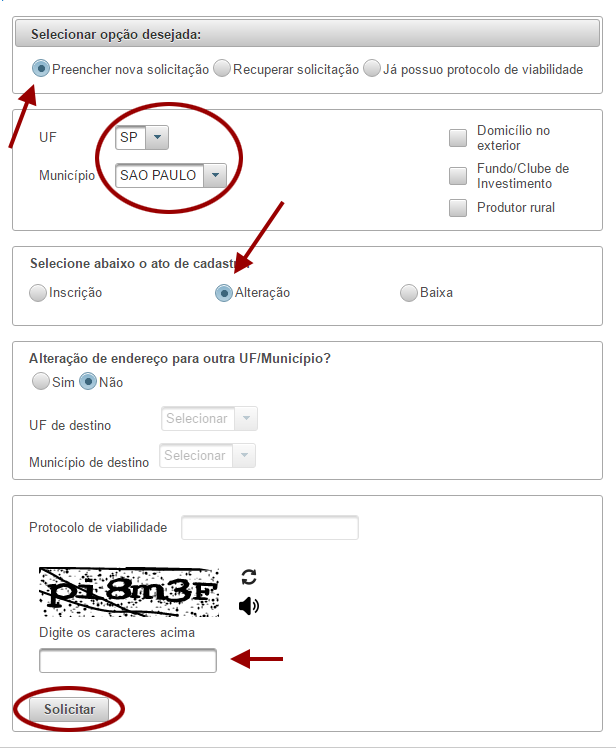 Selecionar opção desejada:
Preencher nova solicitação Recuperar solicitação Já possuo protocolo de viabilidade
UF SP
Município SAO PAULO
Domicílio no
exterior
Fundo/Clube de
Investimento
Produtor rural
Selecione abaixo o ato de cadastro
Inscrição Alteração Baixa
Alteração de endereço para outra UF/Município?
Sim Não
UF de destino Selecionar
Município de destino Selecionar
Protocolo de viabilidade
pi8m3F
Digite os caracteres acima
Solicitar